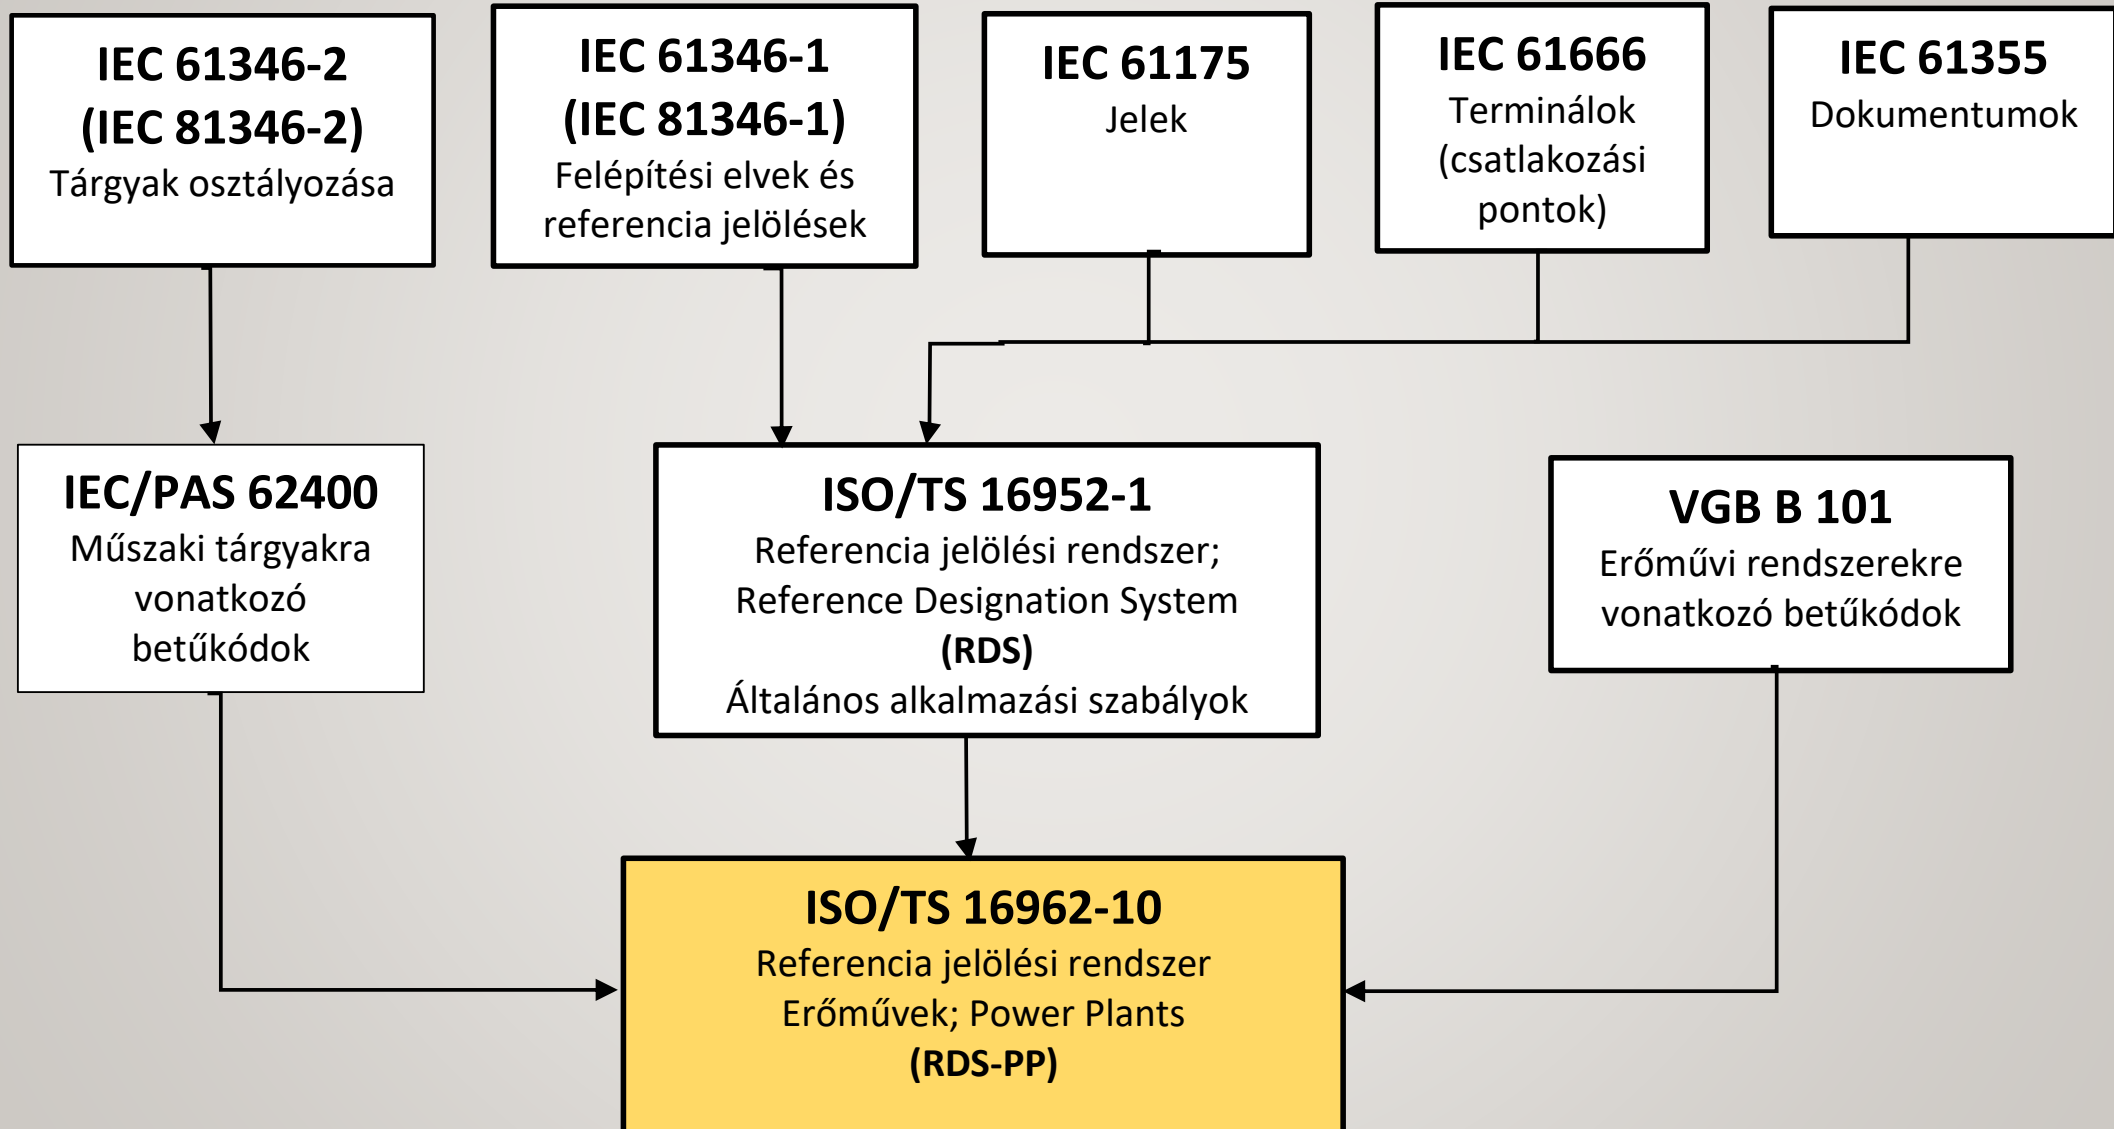 IEC 61346-2
(IEC 81346-2)
Tárgyak osztályozása
IEC 61346-1
(IEC 81346-1)
Felépítési elvek és
referencia jelölések
IEC 61175
Jelek
IEC 61666
Terminálok
(csatlakozási
pontok)
IEC 61355
Dokumentumok
IEC/PAS 62400
Műszaki tárgyakra
vonatkozó
betűkódok
ISO/TS 16952-1
Referencia jelölési rendszer;
Reference Designation System
(RDS)
Általános alkalmazási szabályok
VGB B 101
Erőművi rendszerekre
vonatkozó betűkódok
ISO/TS 16962-10
Referencia jelölési rendszer
Erőművek; Power Plants
(RDS-PP)